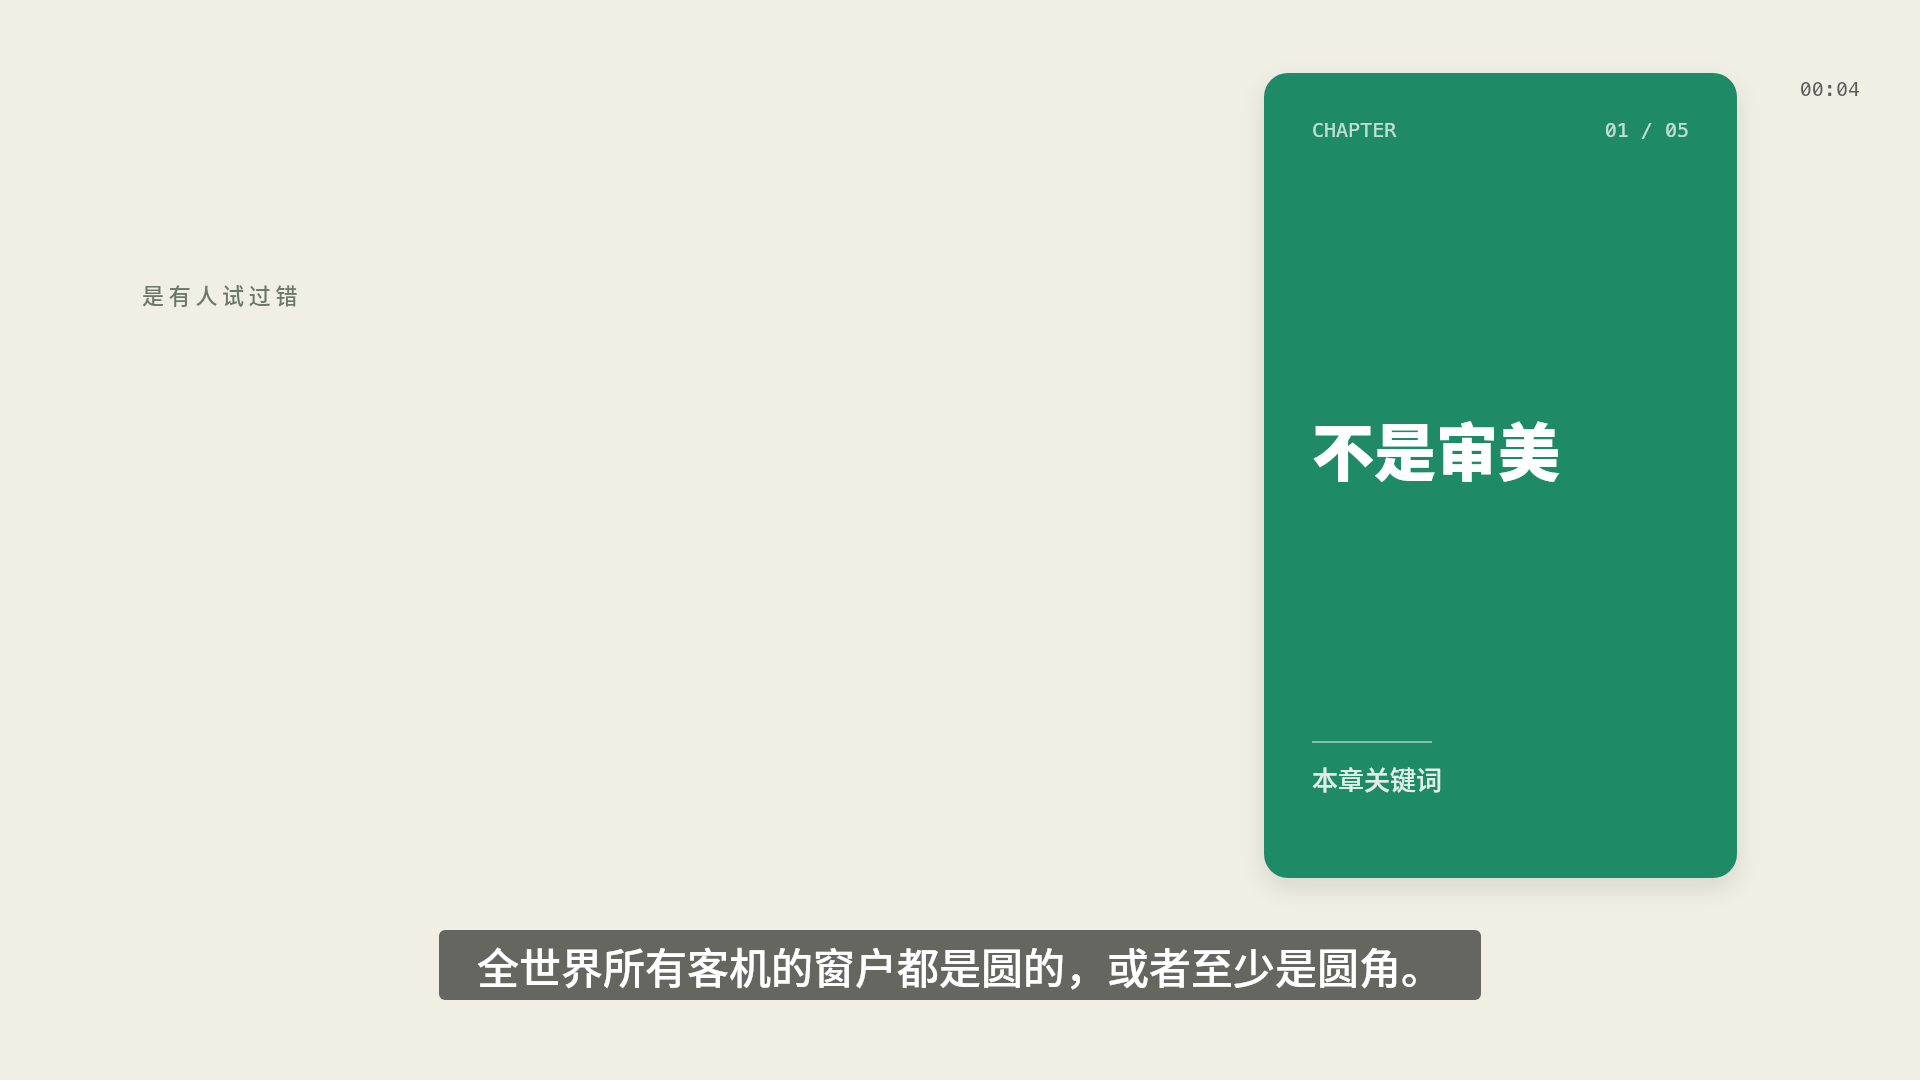 00:04
CHAPTER 01 / 05
是有人试过错
不是审美
本章关键词
全世界所有客机的窗户都是圆的，或者至少是圆角。